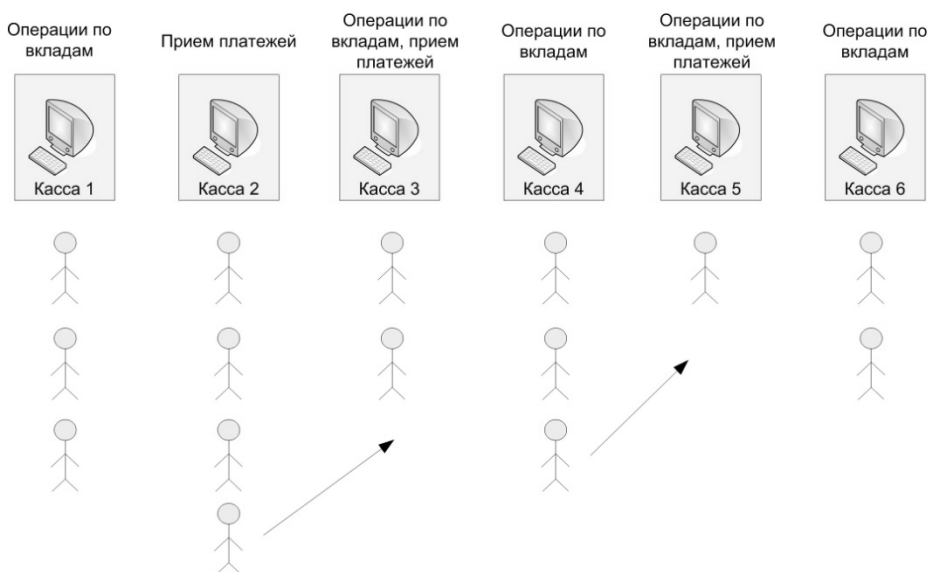 Операции по
вкладам
Прием платежей
Операции по
вкладам, прием
платежей
Операции по
вкладам
Операции по
вкладам, прием
платежей
Операции по
вкладам
Касса 1
Касса 2
Касса 3
Касса 4
Касса 5
Касса 6